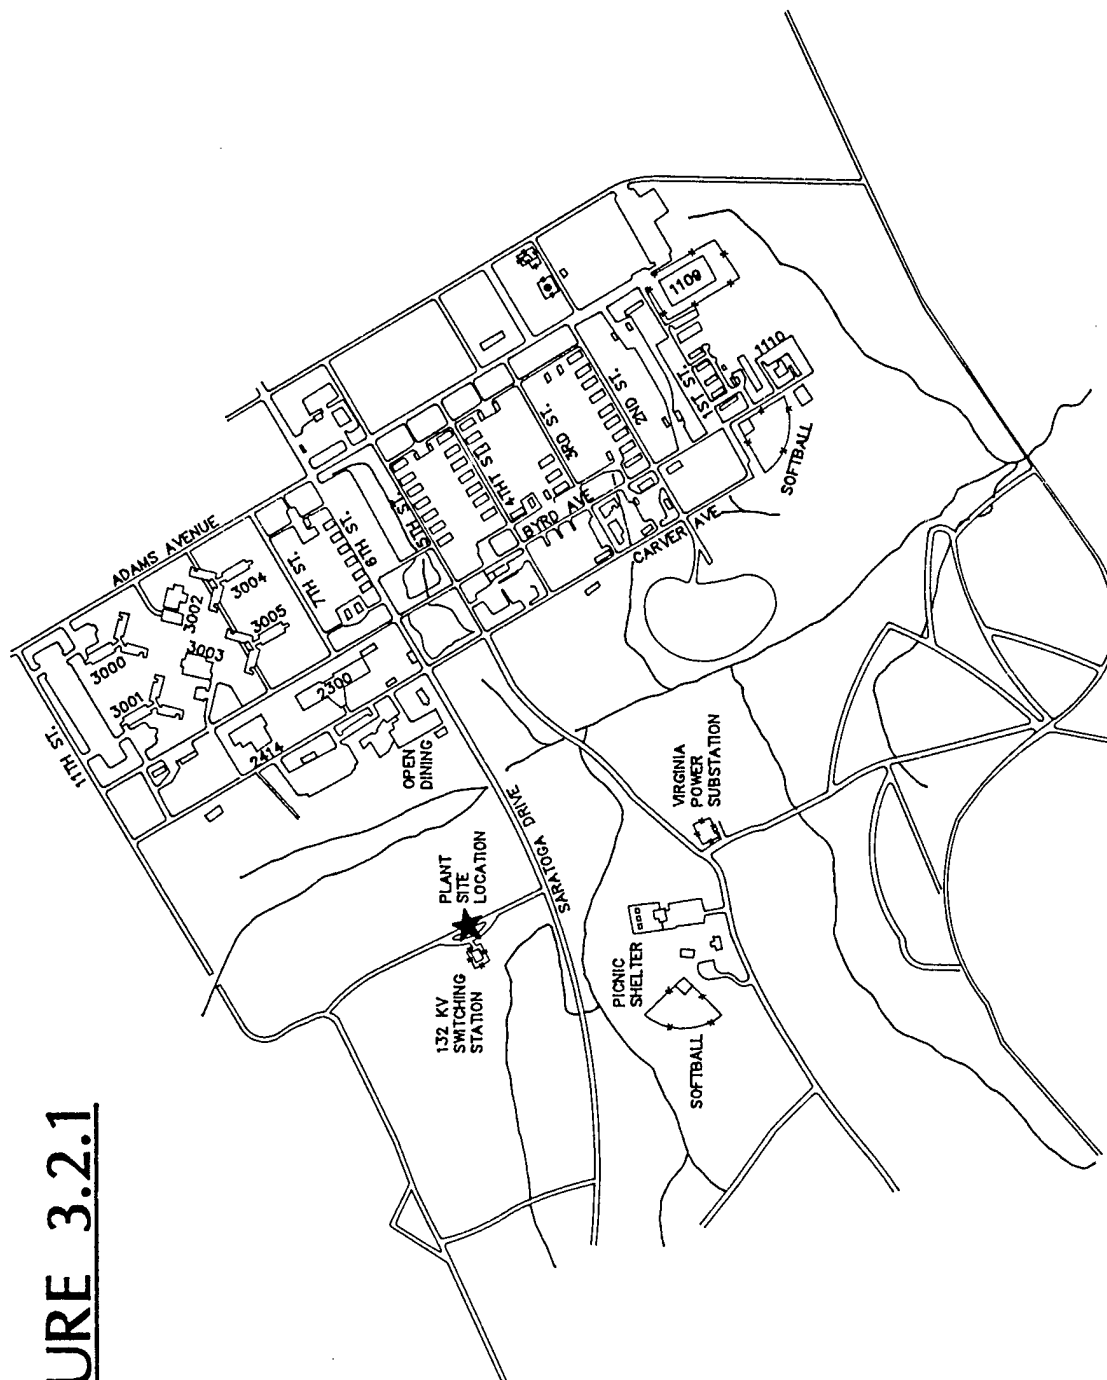 URE 3.2.1
11TH ST.
ADAMS AVENUE
3000
3001
3002
3003
3004
3005
7TH ST.
6TH ST.
5TH ST.
4THT ST.
3RD ST.
2ND ST.
1ST ST.
BYRD AVE
CARVER AVE
1109
1110
SOFTBALL
2300
2414
OPEN
DINING
SARATOGA DRIVE
PLANT
SITE
LOCATION
132 KV
SWITCHING
STATION
VIRGINIA
POWER
SUBSTATION
PICNIC
SHELTER
SOFTBALL